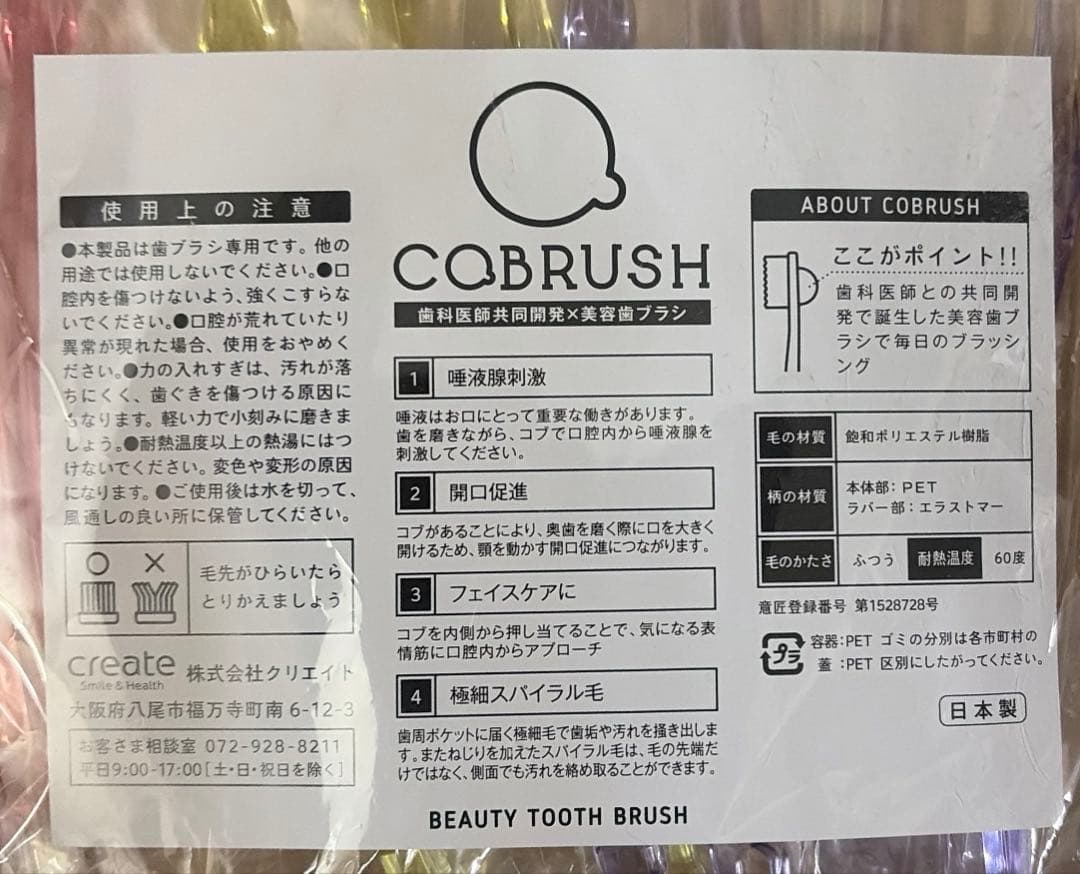 使用上の注意
●本製品は歯ブラシ専用です。他の
用途では使用しないでください。●口
腔内を傷つけないよう、強くこすらな
いでください。●口腔が荒れていたり
異常が現れた場合、使用をおやめく
ださい。●力の入れすぎは、汚れが落
ちにくく、歯ぐきを傷つける原因に
もなります。軽い力で小刻みに磨きま
しょう。●耐熱温度以上の熱湯にはつ
けないでください。変色や変形の原因
になります。●ご使用後は水を切って、
風通しの良い所に保管してください。
毛先がひらいたら
とりかえましょう
create
Smile & Health
株式会社クリエイト
大阪府八尾市福万寺町南6-12-3
お客さま相談室 072-928-8211
平日9:00-17:00[土・日・祝日を除く]
COBRUSH
歯科医師共同開発×美容歯ブラシ
1 唾液腺刺激
唾液はお口にとって重要な働きがあります。
歯を磨きながら、コブで口腔内から唾液腺を
刺激してください。
2 開口促進
コブがあることにより、奥歯を磨く際に口を大きく
開けるため、顎を動かす開口促進につながります。
3 フェイスケアに
コブを内側から押し当てることで、気になる表
情筋に口腔内からアプローチ
4 極細スパイラル毛
歯周ポケットに届く極細毛で歯垢や汚れを掻き出しま
す。またねじりを加えたスパイラル毛は、毛の先端だ
けではなく、側面でも汚れを絡め取ることができます。
BEAUTY TOOTH BRUSH
ABOUT COBRUSH
ここがポイント!!
歯科医師との共同開
発で誕生した美容歯ブ
ラシで毎日のブラッシ
ング
毛の材質 飽和ポリエステル樹脂
柄の材質 本体部：PET
ラバー部：エラストマー
毛のかたさ ふつう 耐熱温度 60度
意匠登録番号 第1528728号
プラ 容器:PET ゴミの分別は各市町村の
蓋 :PET 区別にしたがってください。
日本製